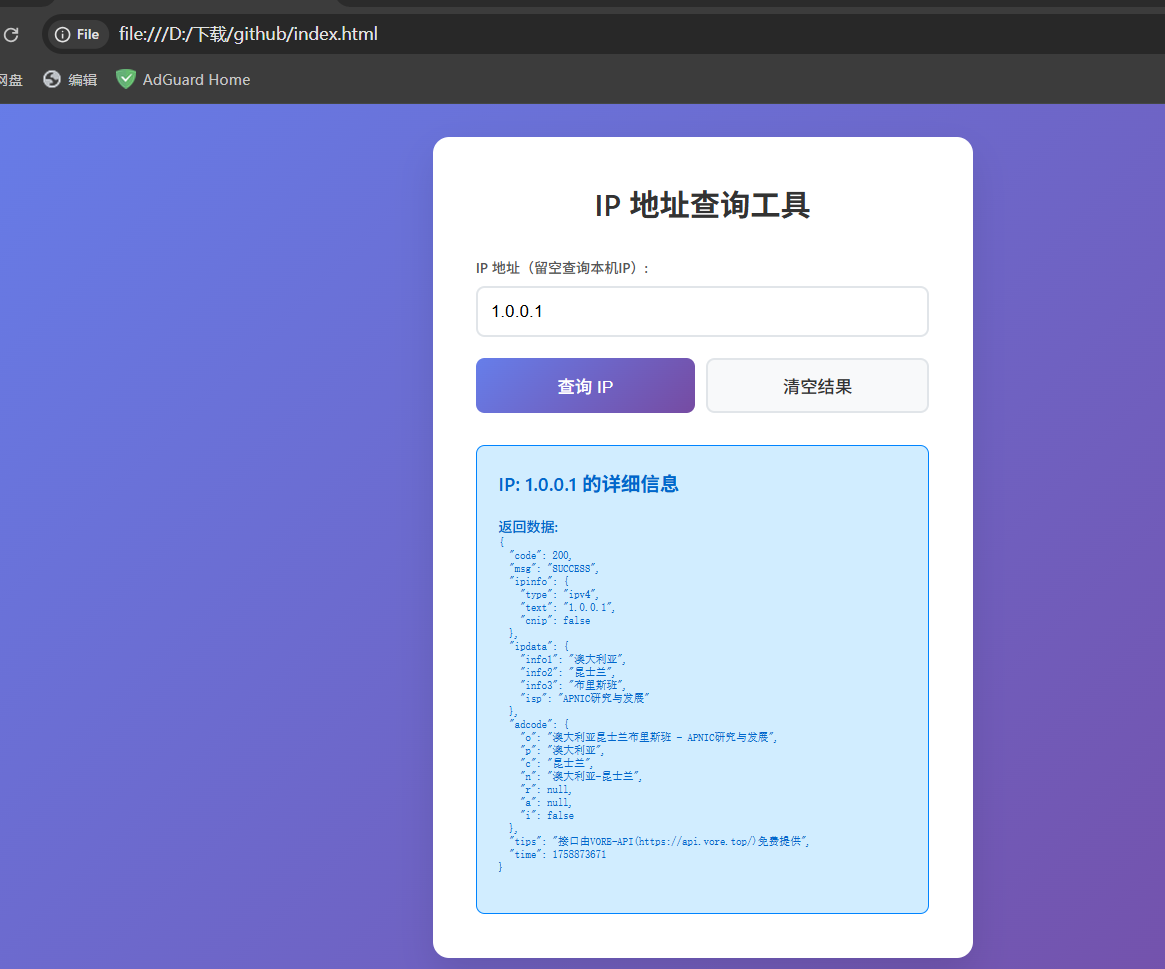 File file:///D:/下载/github/index.html
网盘 编辑 AdGuard Home
IP 地址查询工具
IP 地址（留空查询本机IP）:
1.0.0.1
查询 IP 清空结果
IP: 1.0.0.1 的详细信息
返回数据:
{
"code": 200,
"msg": "SUCCESS",
"ipinfo": {
"type": "ipv4",
"text": "1.0.0.1",
"cnip": false
},
"ipdata": {
"info1": "澳大利亚",
"info2": "昆士兰",
"info3": "布里斯班",
"isp": "APNIC研究与发展"
},
"adcode": {
"o": "澳大利亚昆士兰布里斯班 - APNIC研究与发展",
"p": "澳大利亚",
"c": "昆士兰",
"n": "澳大利亚-昆士兰",
"r": null,
"a": null,
"i": false
},
"tips": "接口由VORE-API(https://api.vore.top/)免费提供",
"time": 1758873671
}